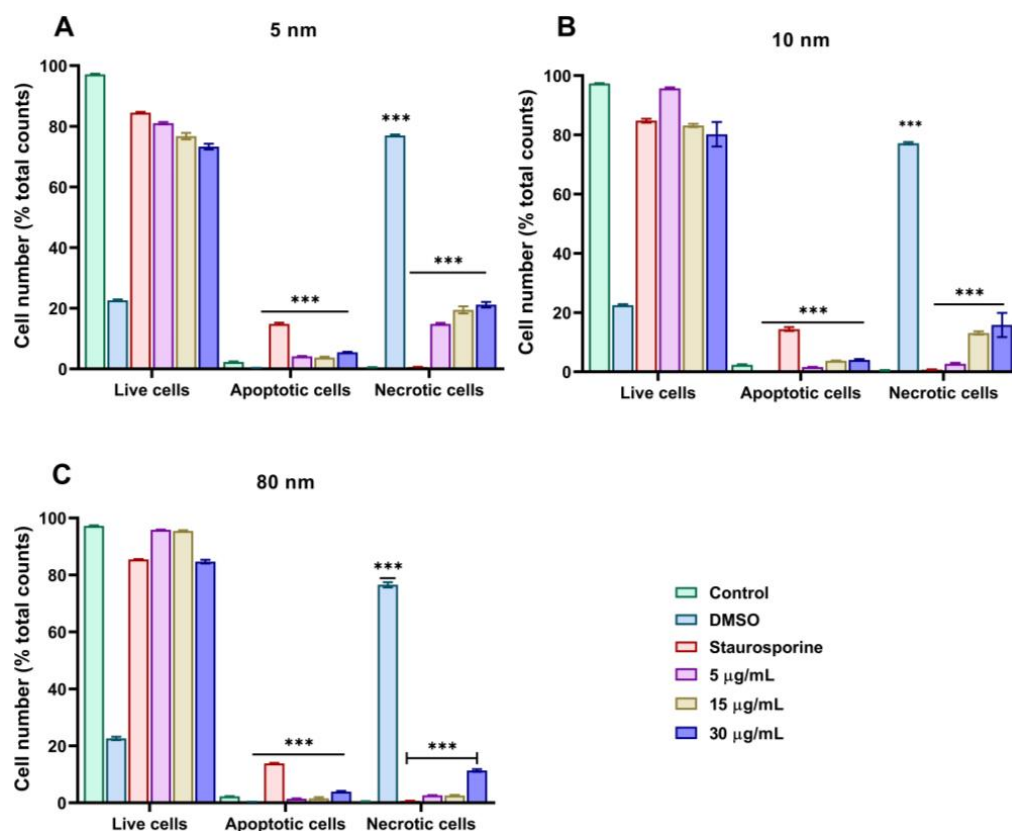 A
5 nm
Cell number (% total counts)
100
80
60
40
20
0
***
***
***
Live cells
Apoptotic cells
Necrotic cells
B
10 nm
Cell number (% total counts)
100
80
60
40
20
0
***
***
***
Live cells
Apoptotic cells
Necrotic cells
C
80 nm
Cell number (% total counts)
100
80
60
40
20
0
***
***
***
Live cells
Apoptotic cells
Necrotic cells
Control
DMSO
Staurosporine
5 μg/mL
15 μg/mL
30 μg/mL